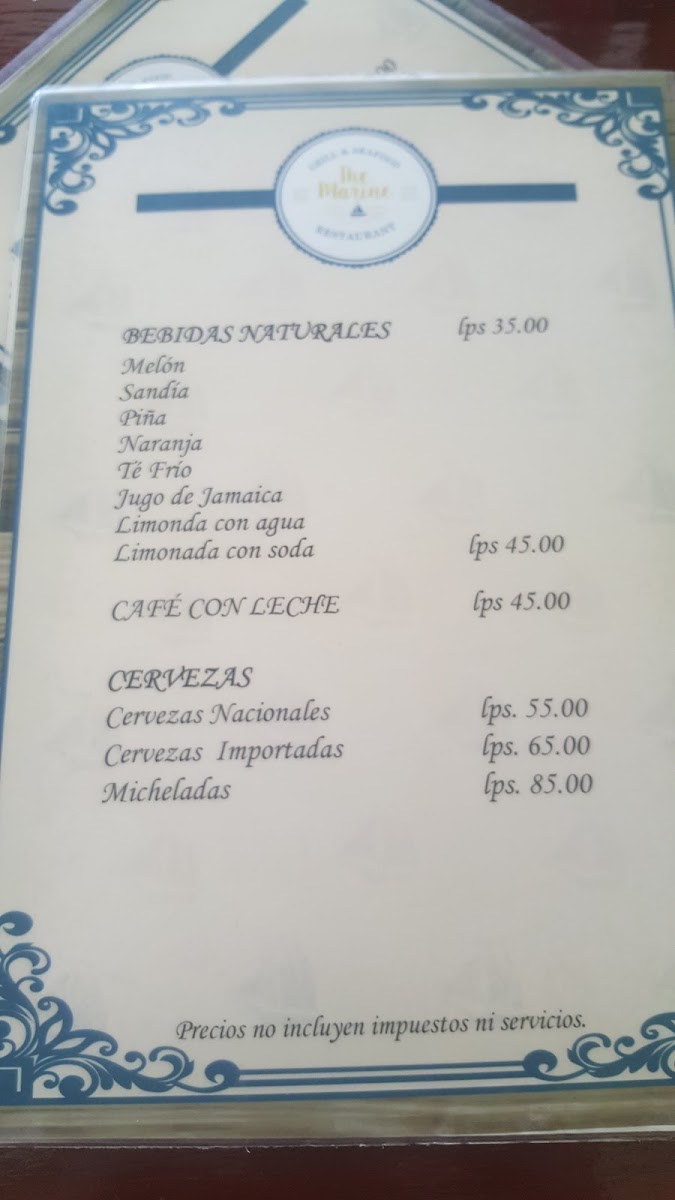 GRILL & SEAFOOD
The
Marine
RESTAURANT
BEBIDAS NATURALES lps 35.00
Melón
Sandía
Piña
Naranja
Té Frío
Jugo de Jamaica
Limonda con agua
Limonada con soda lps 45.00
CAFÉ CON LECHE lps 45.00
CERVEZAS
Cervezas Nacionales lps. 55.00
Cervezas Importadas lps. 65.00
Micheladas lps. 85.00
Precios no incluyen impuestos ni servicios.